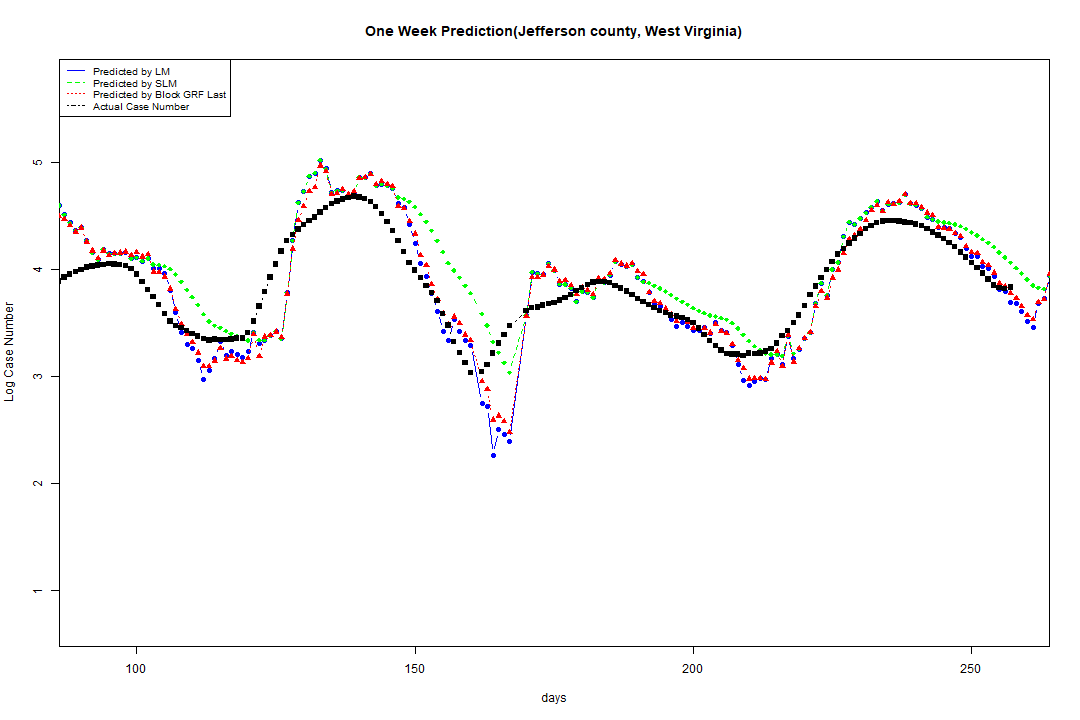 One Week Prediction(Jefferson county, West Virginia)
Predicted by LM
Predicted by SLM
Predicted by Block GRF Last
Actual Case Number
Log Case Number
5
4
3
2
1
100 150 200 250
days